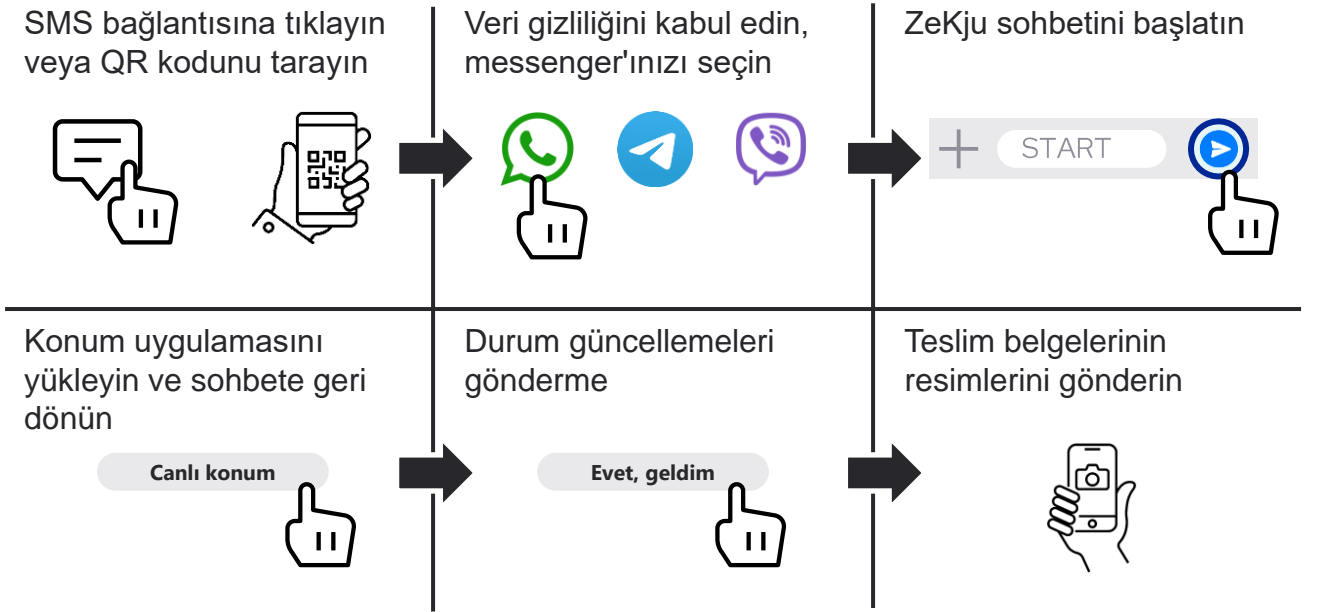 SMS bağlantısına tıklayın
veya QR kodunu tarayın
Veri gizliliğini kabul edin,
messenger'ınızı seçin
ZeKju sohbetini başlatın
START
Konum uygulamasını
yükleyin ve sohbete geri
dönün
Canlı konum
Durum güncellemeleri
gönderme
Evet, geldim
Teslim belgelerinin
resimlerini gönderin